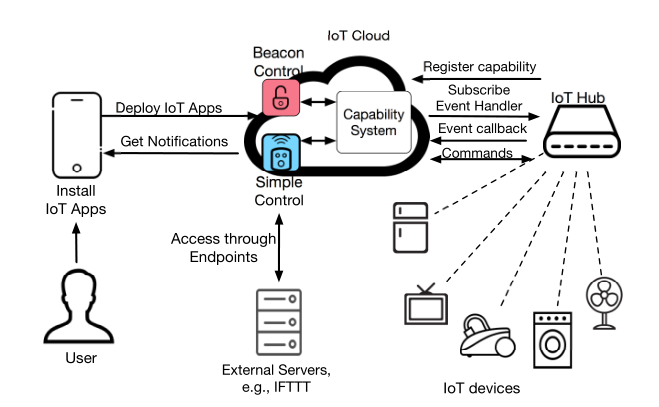 IoT Cloud
Beacon
Control
Register capability
Subscribe
Event Handler
IoT Hub
Deploy IoT Apps
Capability
System
Event callback
Get Notifications
Commands
Simple
Control
Install
IoT Apps
Access through
Endpoints
User
External Servers,
e.g., IFTTT
IoT devices